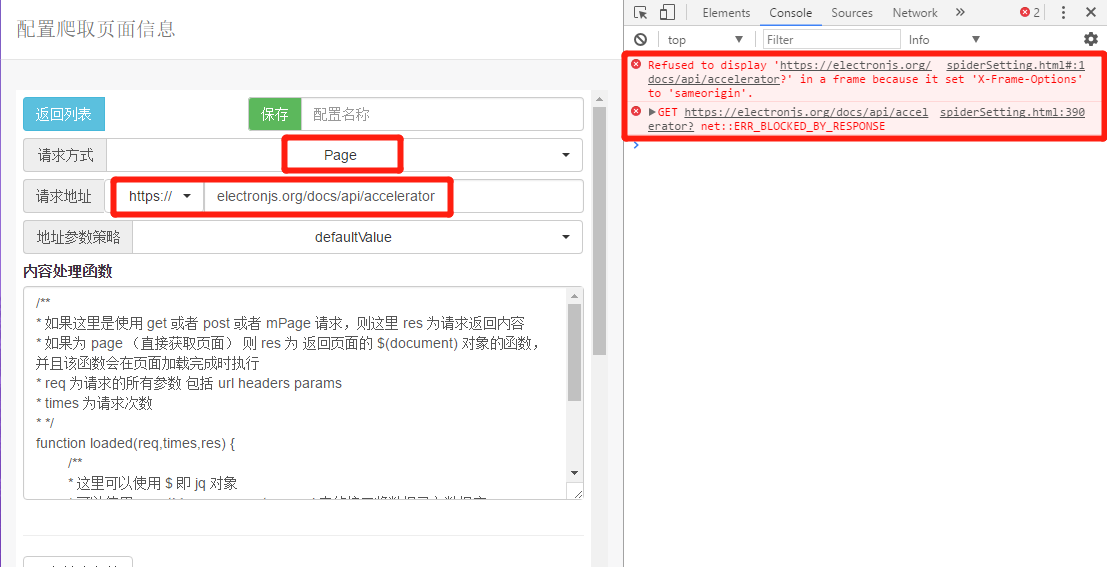 配置爬取页面信息
返回列表
保存
配置名称
请求方式
Page
请求地址
https://
electronjs.org/docs/api/accelerator
地址参数策略
defaultValue
内容处理函数
/**
* 如果这里是使用 get 或者 post 或者 mPage 请求，则这里 res 为请求返回内容
* 如果为 page （直接获取页面） 则 res 为 返回页面的 $(document) 对象的函数，
并且该函数会在页面加载完成时执行
* req 为请求的所有参数 包括 url headers params
* times 为请求次数
* */
function loaded(req,times,res) {
/**
* 这里可以使用 $ 即 jq 对象
Elements
Console
Sources
Network
»
2
top
Filter
Info
Refused to display 'https://electronjs.org/ spiderSetting.html#:1
docs/api/accelerator?' in a frame because it set 'X-Frame-Options'
to 'sameorigin'.
GET https://electronjs.org/docs/api/accel spiderSetting.html:390
erator? net::ERR_BLOCKED_BY_RESPONSE